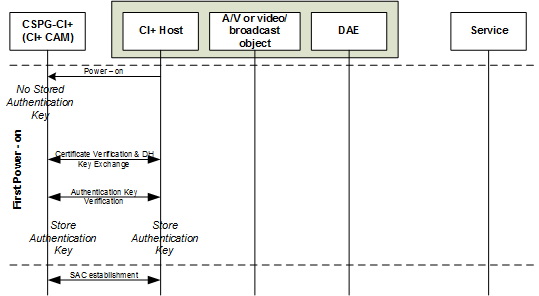 CSPG-CI+
(CI+ CAM)
CI+ Host
A/V or video/
broadcast
object
DAE
Service
Power – on
No Stored
Authentication
Key
First Power - on
Certificate Verification & DH
Key Exchange
Authentication Key
Verification
Store
Authentication
Key
Store
Authentication
Key
SAC establishment